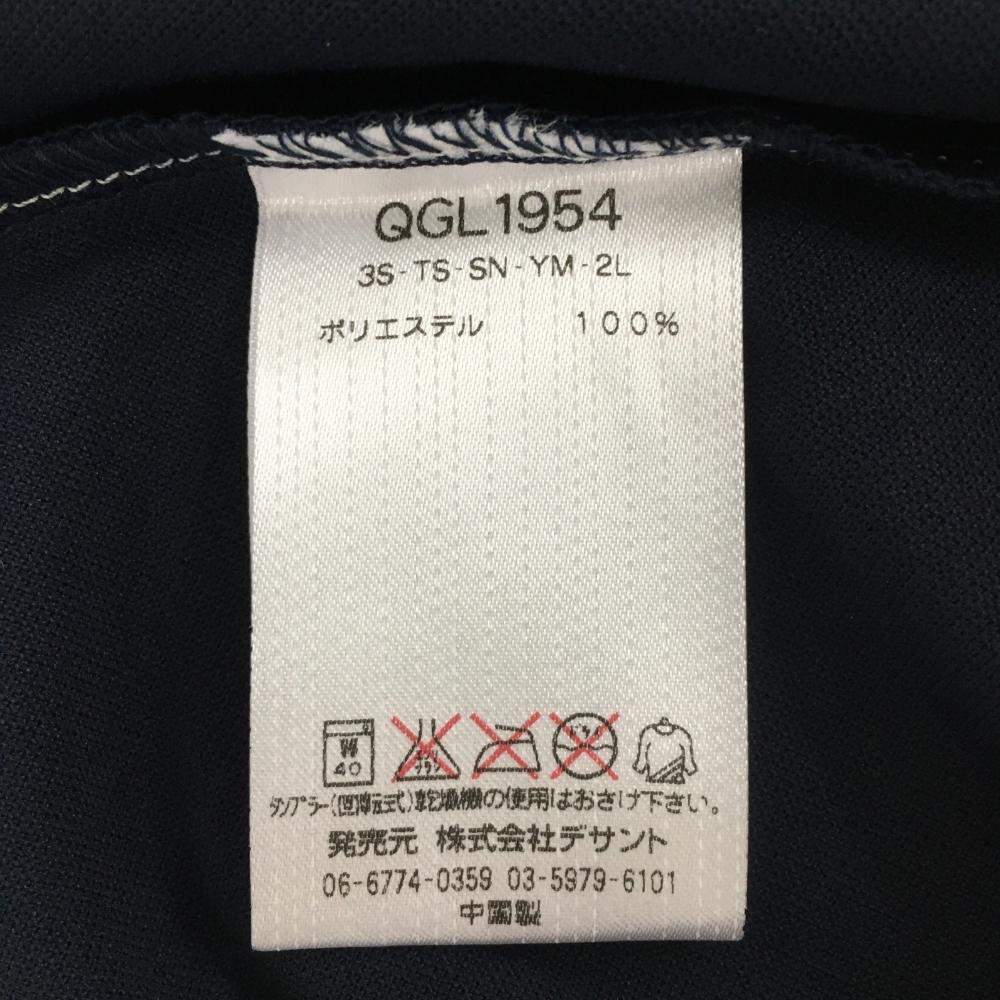 QGL1954
3S-TS-SN-YM-2L
ポリエステル 100%
40
タンブラー(回転式)乾燥機の使用はおさけ下さい。
発売元 株式会社デサント
06-6774-0359 03-5979-6101
中国製